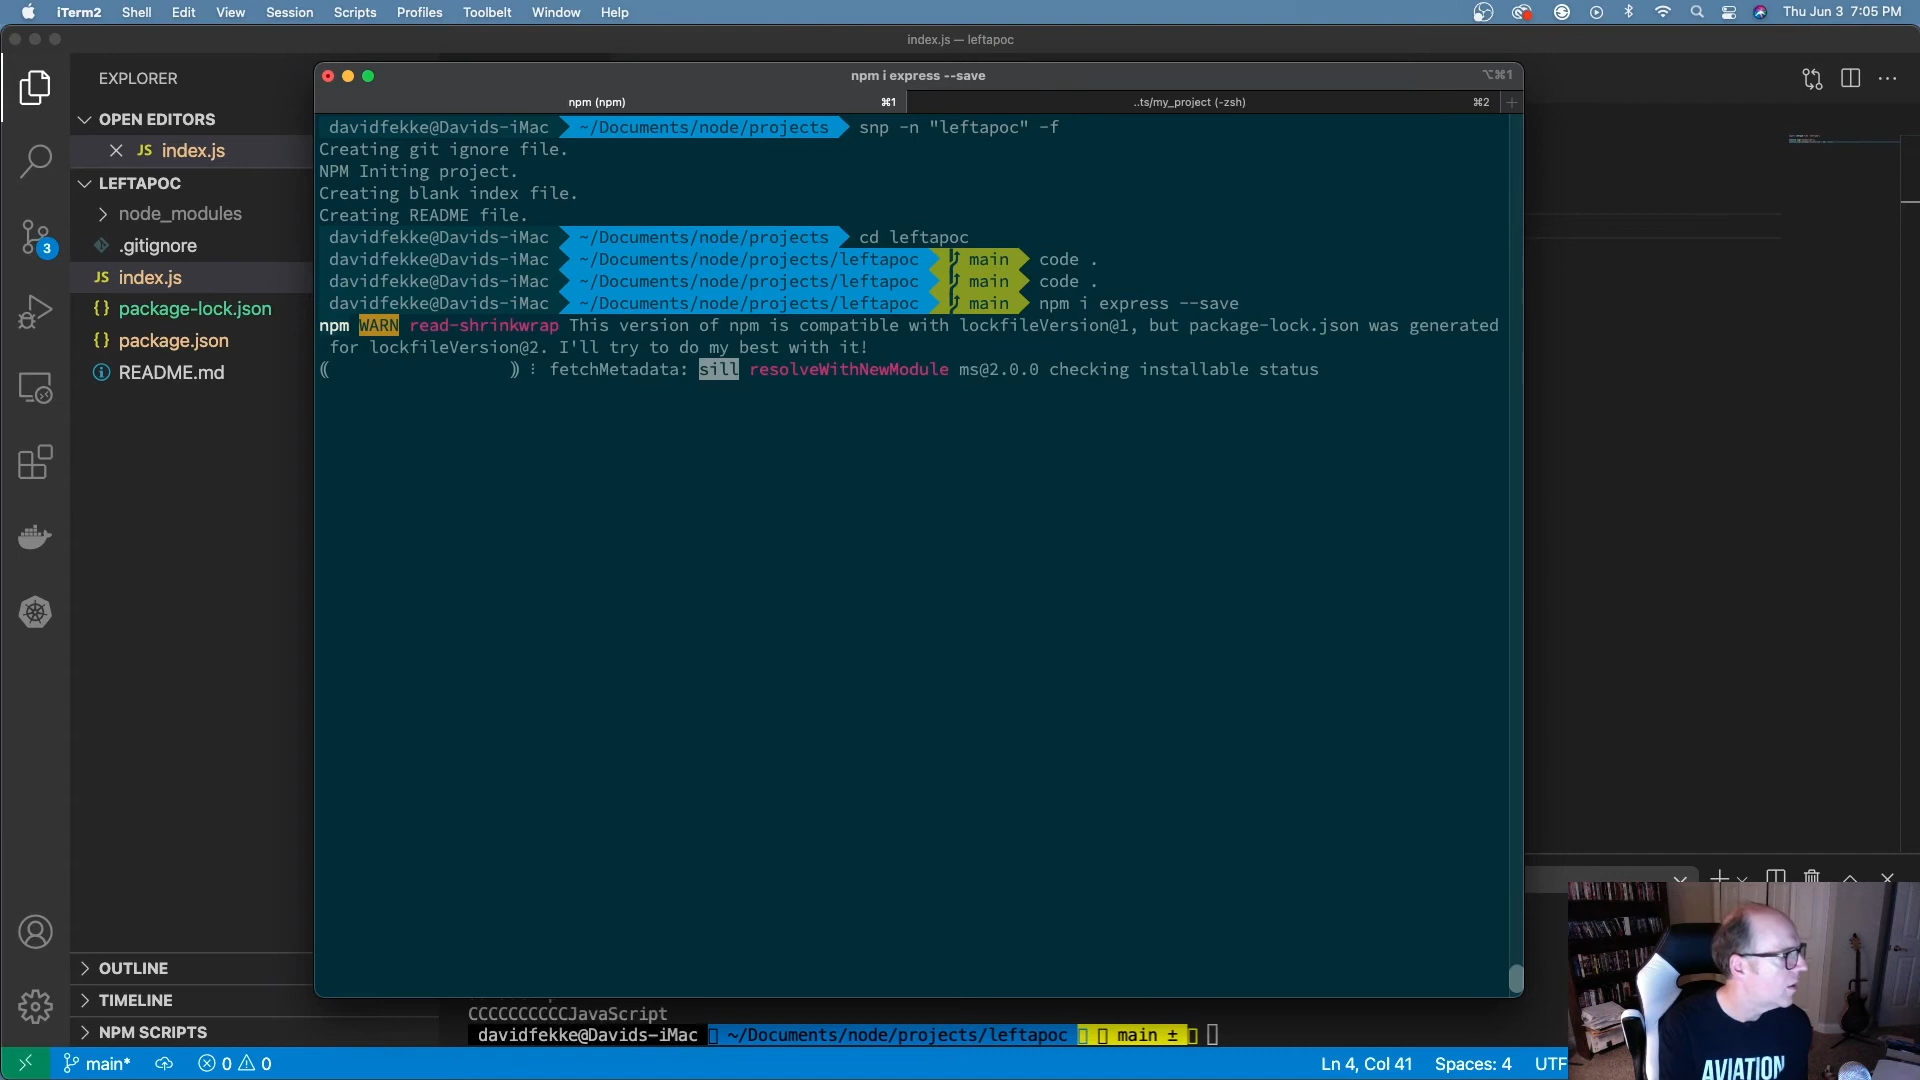 iTerm2 Shell Edit View Session Scripts Profiles Toolbelt Window Help Thu Jun 3 7:05 PM
index.js — leftapoc
EXPLORER
OPEN EDITORS
JS index.js
LEFTAPOC
node_modules
.gitignore
JS index.js
{} package-lock.json
{} package.json
README.md
3
OUTLINE
TIMELINE
NPM SCRIPTS
npm i express --save ⌥⌘1
npm (npm) ⌘1 ..ts/my_project (-zsh) ⌘2
davidfekke@Davids-iMac ~/Documents/node/projects snp -n "leftapoc" -f
Creating git ignore file.
NPM Initing project.
Creating blank index file.
Creating README file.
davidfekke@Davids-iMac ~/Documents/node/projects cd leftapoc
davidfekke@Davids-iMac ~/Documents/node/projects/leftapoc main code .
davidfekke@Davids-iMac ~/Documents/node/projects/leftapoc main code .
davidfekke@Davids-iMac ~/Documents/node/projects/leftapoc main npm i express --save
npm WARN read-shrinkwrap This version of npm is compatible with lockfileVersion@1, but package-lock.json was generated
for lockfileVersion@2. I'll try to do my best with it!
⸨ ⸩ ⠸ fetchMetadata: sill resolveWithNewModule ms@2.0.0 checking installable status
CCCCCCCCCCJavaScript
davidfekke@Davids-iMac ~/Documents/node/projects/leftapoc main ±
main* 0 0 Ln 4, Col 41 Spaces: 4 UTF
AVIATION